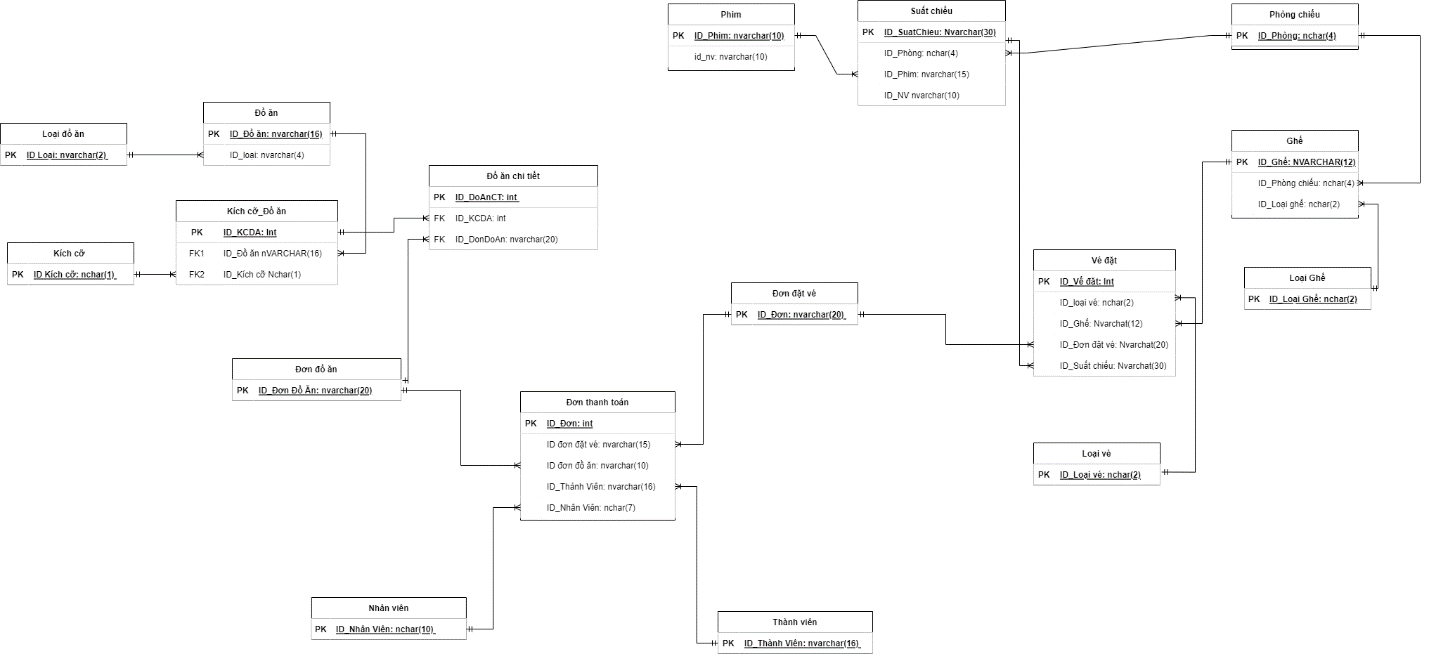 Phim
PK ID_Phim: nvarchar(10)
id_nv: nvarchar(10)
Suất chiếu
PK ID_SuatChieu: Nvarchar(30)
ID_Phòng: nchar(4)
ID_Phim: nvarchar(15)
ID_NV nvarchar(10)
Phòng chiếu
PK ID_Phòng: nchar(4)
Đồ ăn
PK ID_Đồ ăn: nvarchar(16)
ID_loai: nvarchar(4)
Loại đồ ăn
PK ID Loại: nvarchar(2)
Ghế
PK ID_Ghế: NVARCHAR(12)
ID_Phòng chiếu: nchar(4)
ID_Loại ghế: nchar(2)
Đồ ăn chi tiết
PK ID_DoAnCT: int
FK ID_KCDA: int
FK ID_DonDoAn: nvarchar(20)
Kích cỡ_Đồ ăn
PK ID_KCDA: Int
FK1 ID_Đồ ăn nVARCHAR(16)
FK2 ID_Kích cỡ Nchar(1)
Kích cỡ
PK ID Kích cỡ: nchar(1)
Vé đặt
PK ID_Vế đặt: Int
ID_loại vé: nchar(2)
ID_Ghế: Nvarchat(12)
ID_Đơn đặt vé: Nvarchat(20)
ID_Suất chiếu: Nvarchat(30)
Loại Ghế
PK ID_Loại Ghế: nchar(2)
Đơn đặt vé
PK ID_Đơn: nvarchar(20)
Đơn đồ ăn
PK ID_Đơn Đồ Ăn: nvarchar(20)
Đơn thanh toán
PK ID_Đơn: int
ID đơn đặt vé: nvarchar(15)
ID đơn đồ ăn: nvarchar(10)
ID_Thành Viên: nvarchar(16)
ID_Nhân Viên: nchar(7)
Loại vé
PK ID_Loại vé: nchar(2)
Nhân viên
PK ID_Nhân Viên: nchar(10)
Thành viên
PK ID_Thành Viên: nvarchar(16)